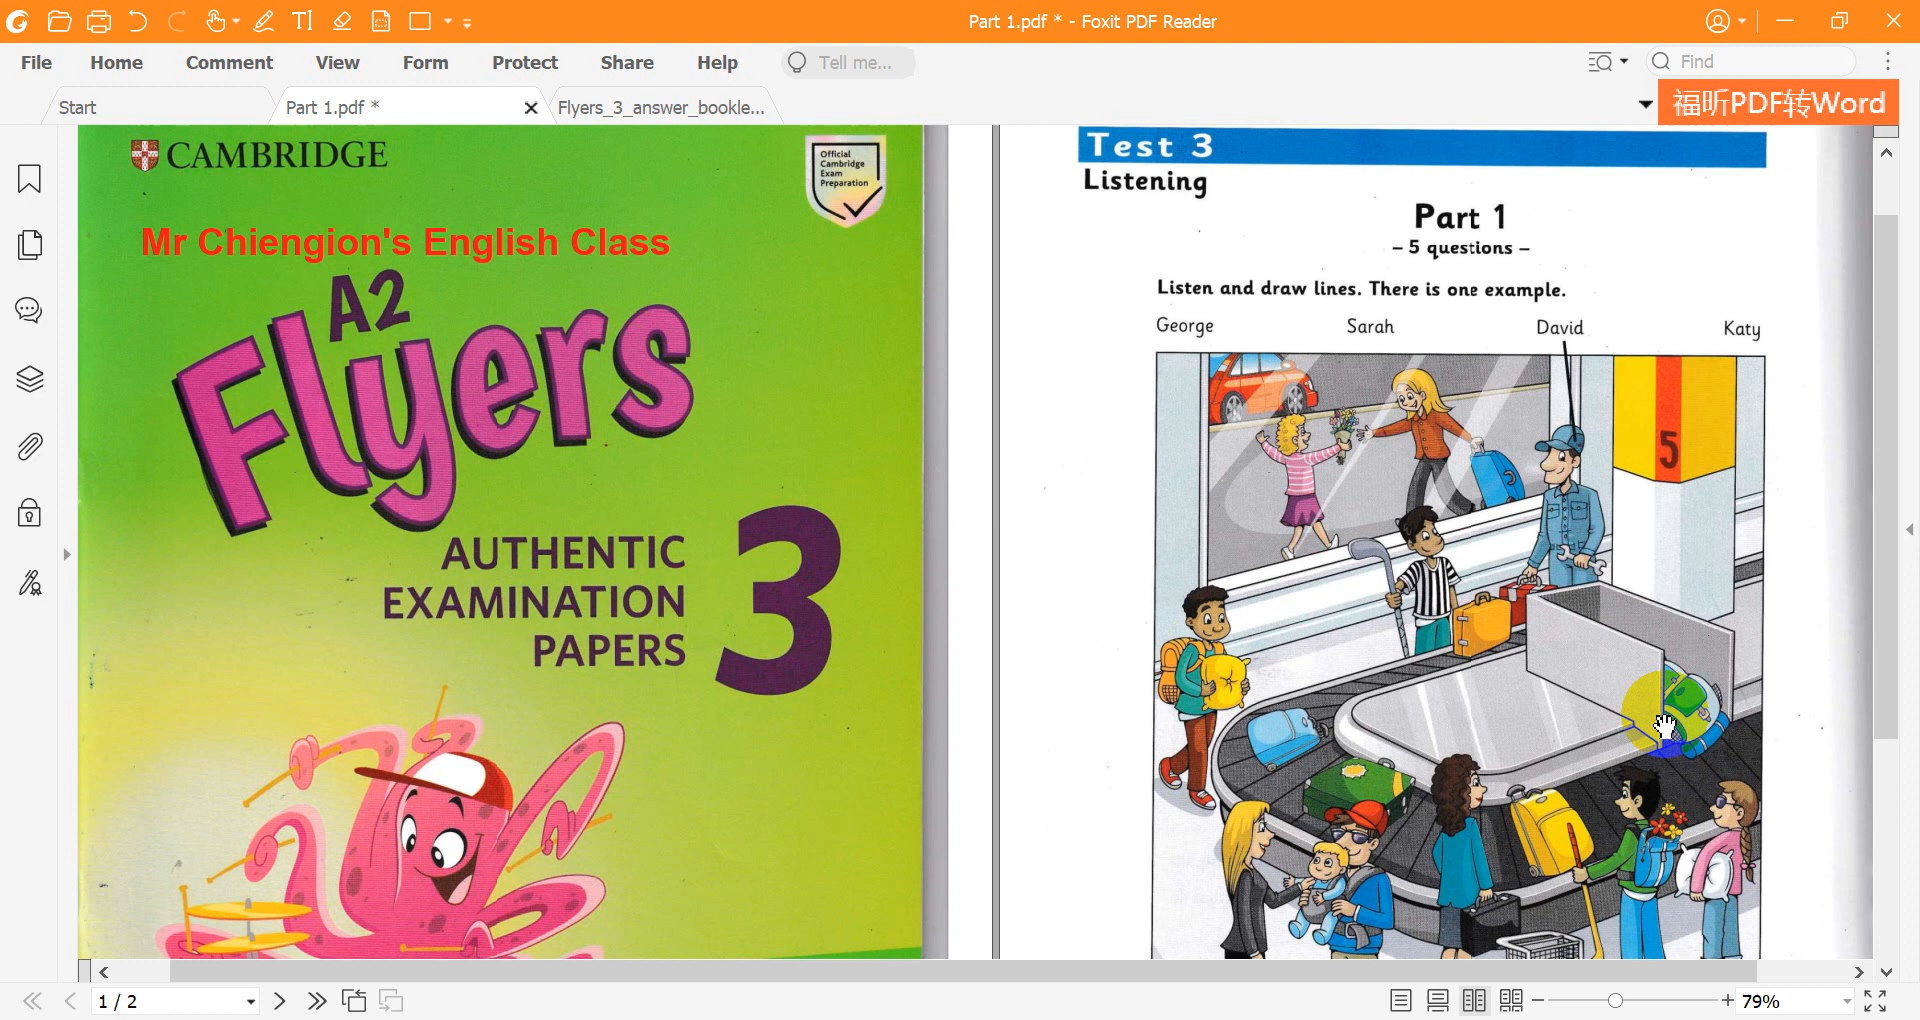 Part 1.pdf * - Foxit PDF Reader
File Home Comment View Form Protect Share Help Tell me... Find
Start Part 1.pdf * Flyers_3_answer_bookle... 福昕PDF转Word
CAMBRIDGE
Official
Cambridge
Exam
Preparation
Mr Chiengion's English Class
A2
Flyers
AUTHENTIC
EXAMINATION
PAPERS
3
Test 3
Listening
Part 1
– 5 questions –
Listen and draw lines. There is one example.
George Sarah David Katy
5
1 / 2
79%